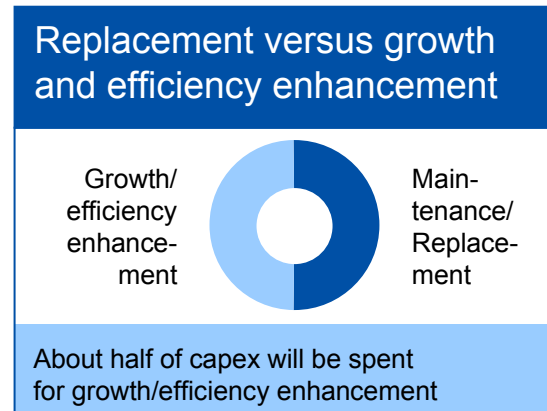 Replacement versus growth
and efficiency enhancement
Growth/
efficiency
enhance-
ment
Main-
tenance/
Replace-
ment
About half of capex will be spent
for growth/efficiency enhancement